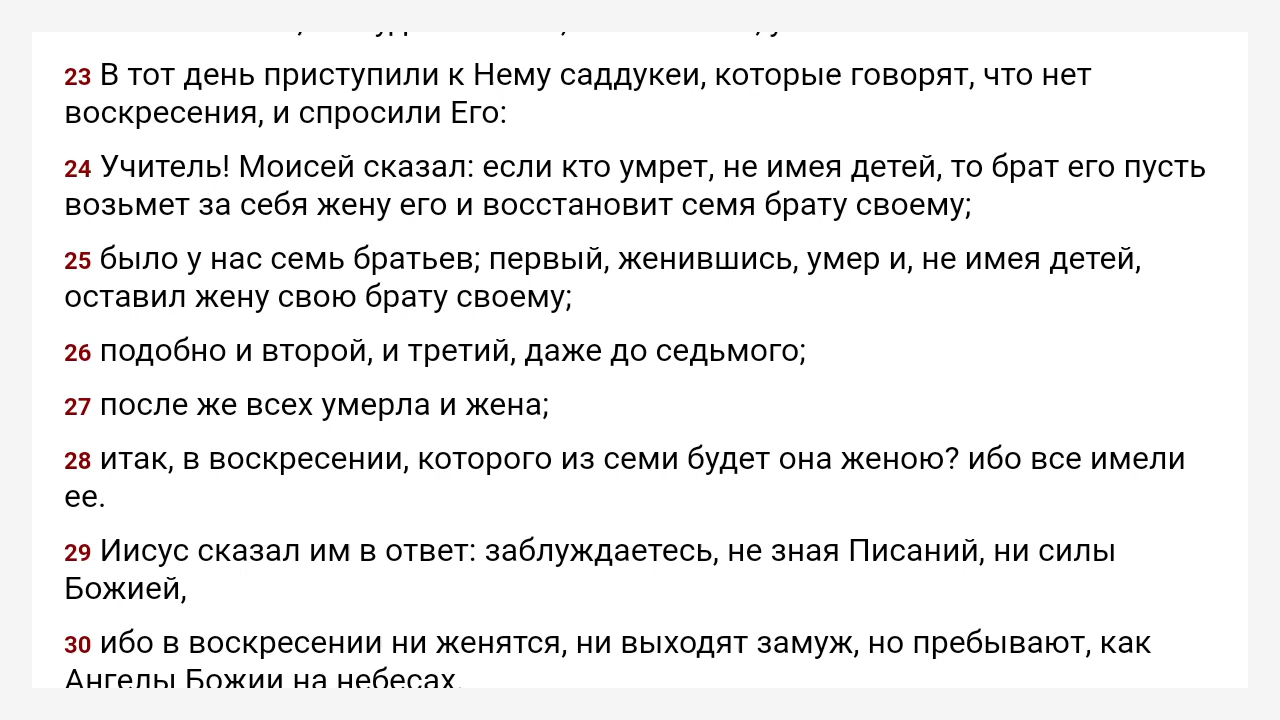 23 В тот день приступили к Нему саддукеи, которые говорят, что нет
воскресения, и спросили Его:
24 Учитель! Моисей сказал: если кто умрет, не имея детей, то брат его пусть
возьмет за себя жену его и восстановит семя брату своему;
25 было у нас семь братьев; первый, женившись, умер и, не имея детей,
оставил жену свою брату своему;
26 подобно и второй, и третий, даже до седьмого;
27 после же всех умерла и жена;
28 итак, в воскресении, которого из семи будет она женою? ибо все имели
ее.
29 Иисус сказал им в ответ: заблуждаетесь, не зная Писаний, ни силы
Божией,
30 ибо в воскресении ни женятся, ни выходят замуж, но пребывают, как
Ангелы Божии на небесах.